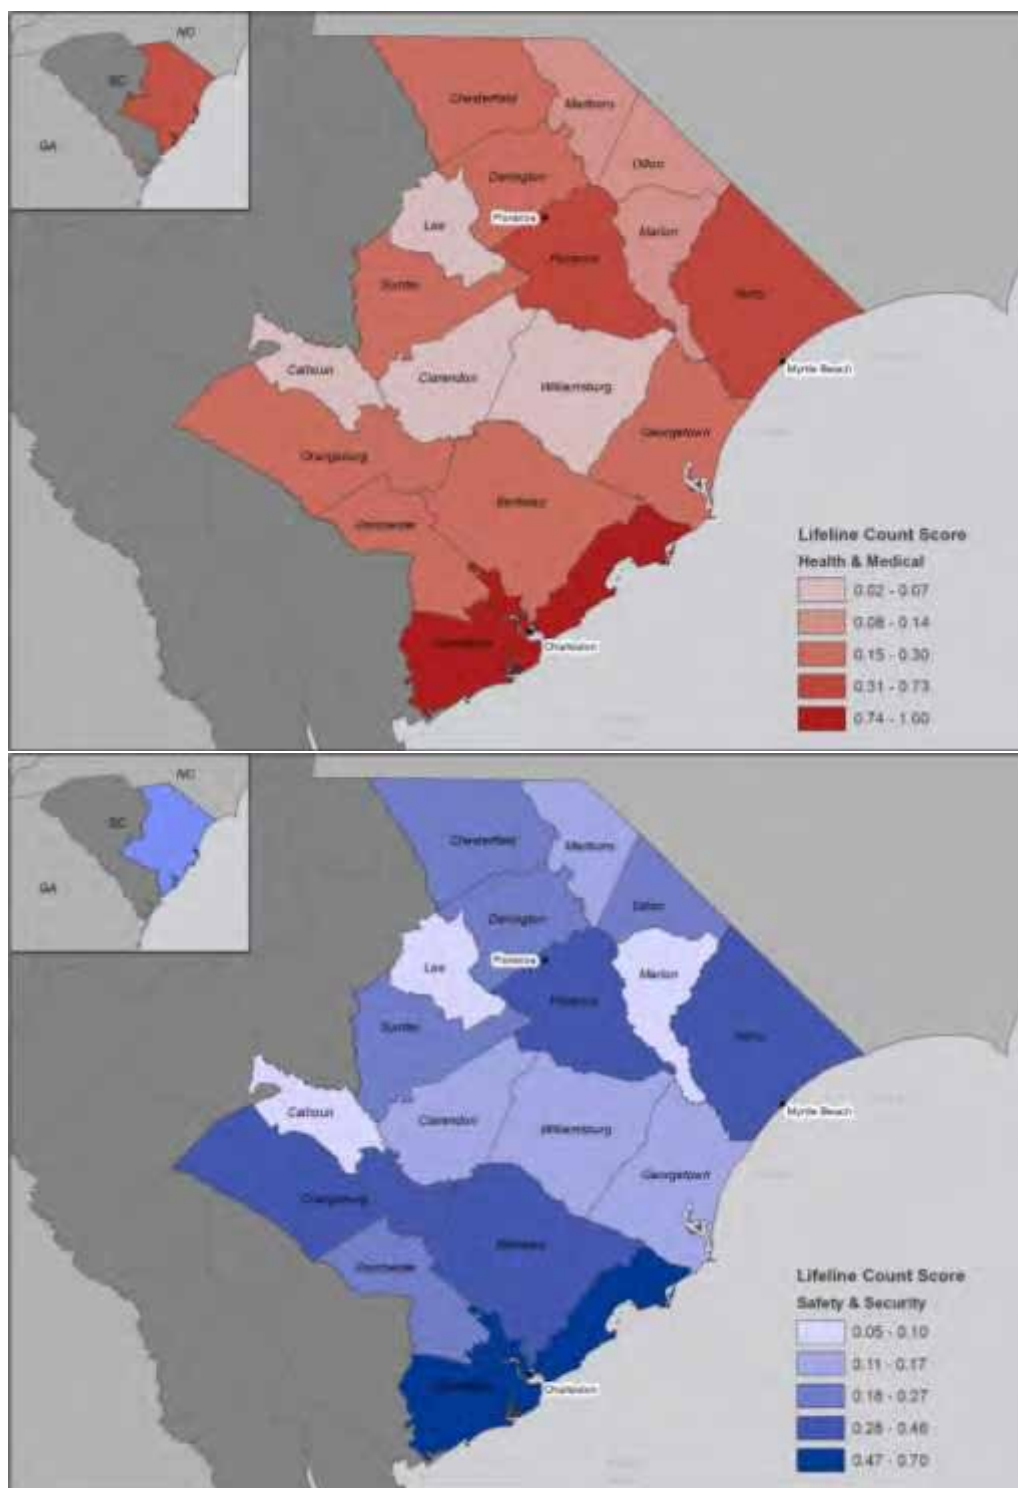 NC
SC
GA
Chesterfield
Marlboro
Dillon
Darlington
Lee
Florence
Marion
Florence
Horry
Sumter
Myrtle Beach
Calhoun
Clarendon
Williamsburg
Georgetown
Orangeburg
Berkeley
Dorchester
Charleston
Charleston
Lifeline Count Score
Health & Medical
0.02 - 0.07
0.08 - 0.14
0.15 - 0.30
0.31 - 0.73
0.74 - 1.00
NC
SC
GA
Chesterfield
Marlboro
Dillon
Darlington
Lee
Florence
Marion
Florence
Horry
Sumter
Myrtle Beach
Calhoun
Clarendon
Williamsburg
Georgetown
Orangeburg
Berkeley
Dorchester
Charleston
Charleston
Lifeline Count Score
Safety & Security
0.05 - 0.10
0.11 - 0.17
0.18 - 0.27
0.28 - 0.46
0.47 - 0.70